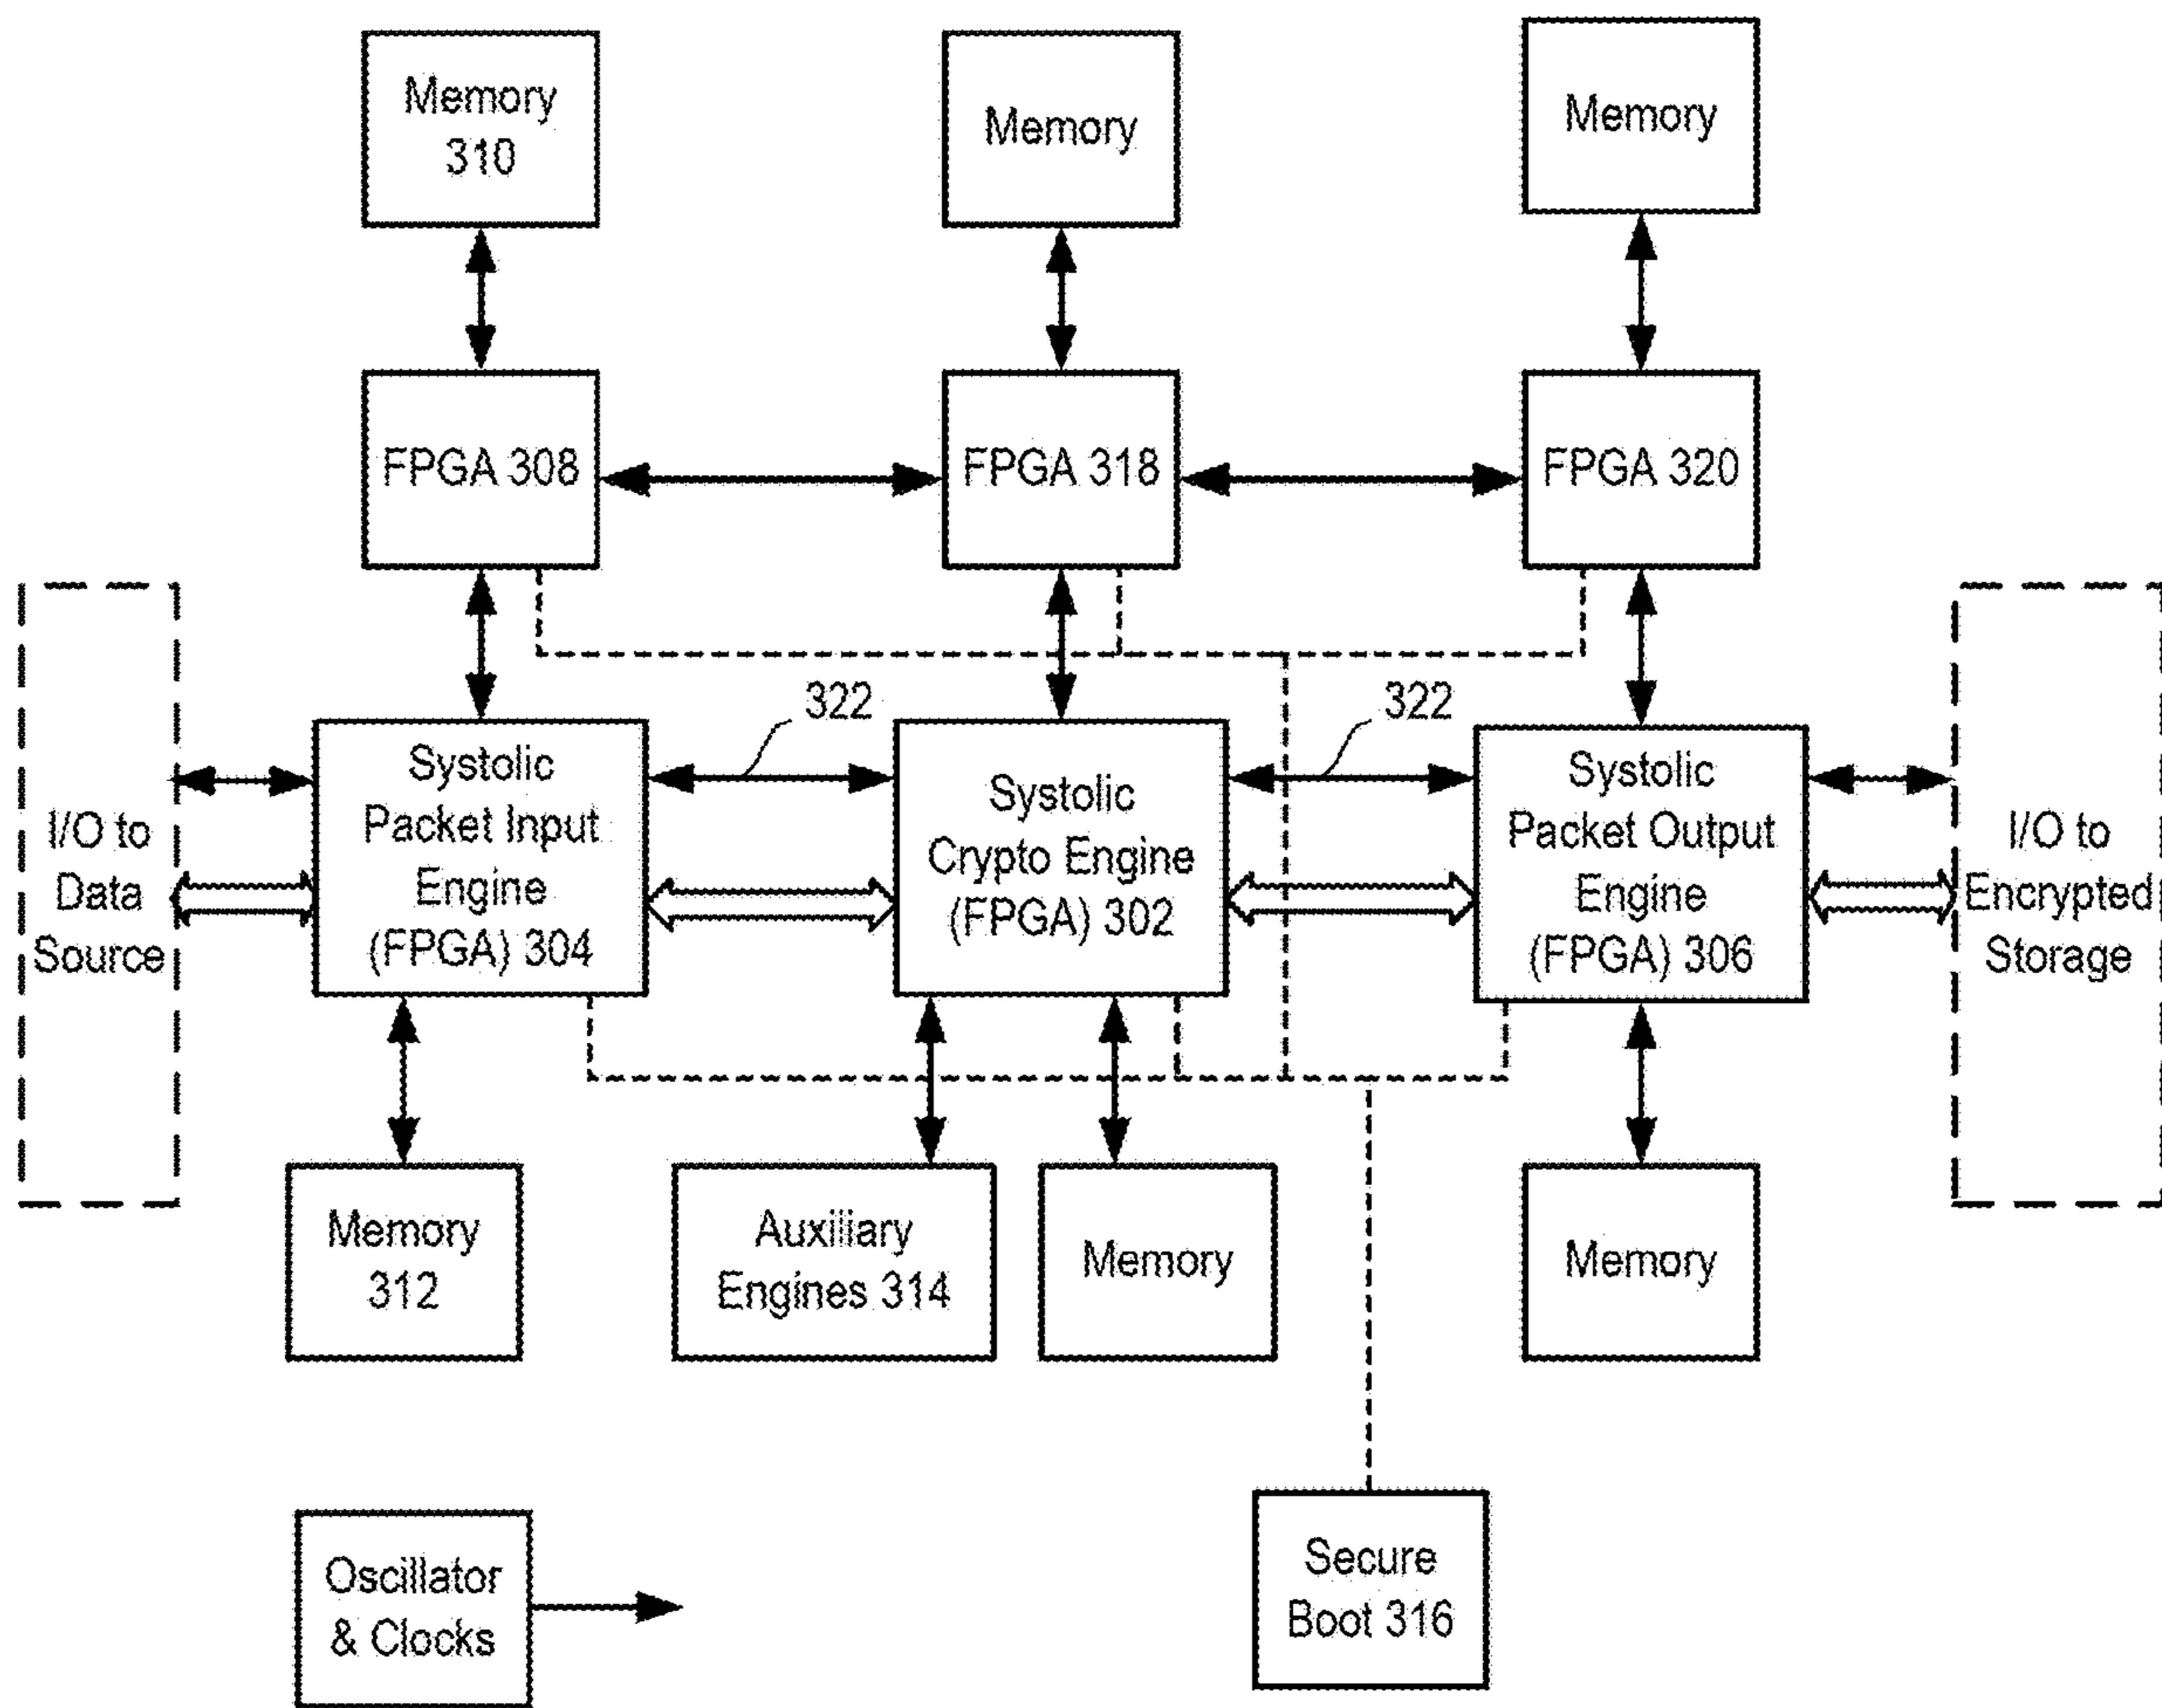 Memory
310
Memory
Memory
FPGA 308
FPGA 318
FPGA 320
322
322
I/O to
Data
Source
Systolic
Packet Input
Engine
(FPGA) 304
Systolic
Crypto Engine
(FPGA) 302
Systolic
Packet Output
Engine
(FPGA) 306
I/O to
Encrypted
Storage
Memory
312
Auxiliary
Engines 314
Memory
Memory
Oscillator
& Clocks
Secure
Boot 316